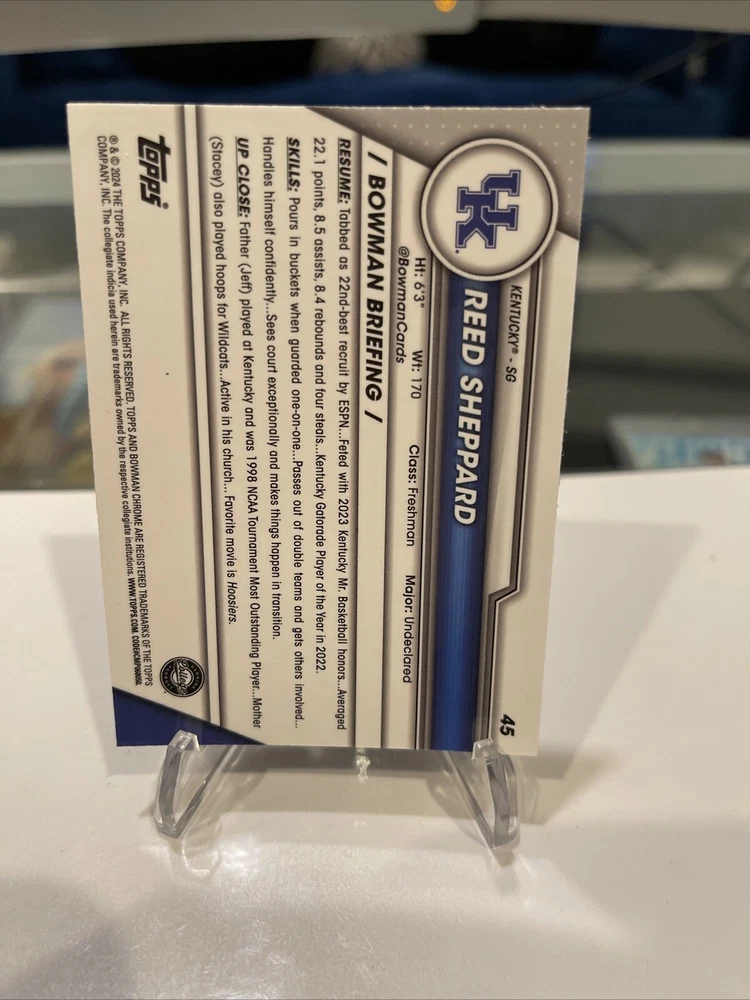 45
KENTUCKY® - SG
UK
REED SHEPPARD
Ht: 6'3" Wt: 170 Class: Freshman Major: Undeclared
@BowmanCards
/ BOWMAN BRIEFING /
RESUME: Tabbed as 22nd-best recruit by ESPN...Feted with 2023 Kentucky Mr. Basketball honors...Averaged
22.1 points, 8.5 assists, 8.4 rebounds and four steals...Kentucky Gatorade Player of the Year in 2022.
SKILLS: Pours in buckets when guarded one-on-one...Passes out of double teams and gets others involved...
Handles himself confidently...Sees court exceptionally and makes things happen in transition.
UP CLOSE: Father (Jeff) played at Kentucky and was 1998 NCAA Tournament Most Outstanding Player...Mother
(Stacey) also played hoops for Wildcats...Active in his church... Favorite movie is Hoosiers.
topps®
® & © 2024 THE TOPPS COMPANY, INC. ALL RIGHTS RESERVED. TOPPS AND BOWMAN CHROME ARE REGISTERED TRADEMARKS OF THE TOPPS
COMPANY, INC. The collegiate indicia used herein are trademarks owned by the respective collegiate institutions. WWW.TOPPS.COM.
College